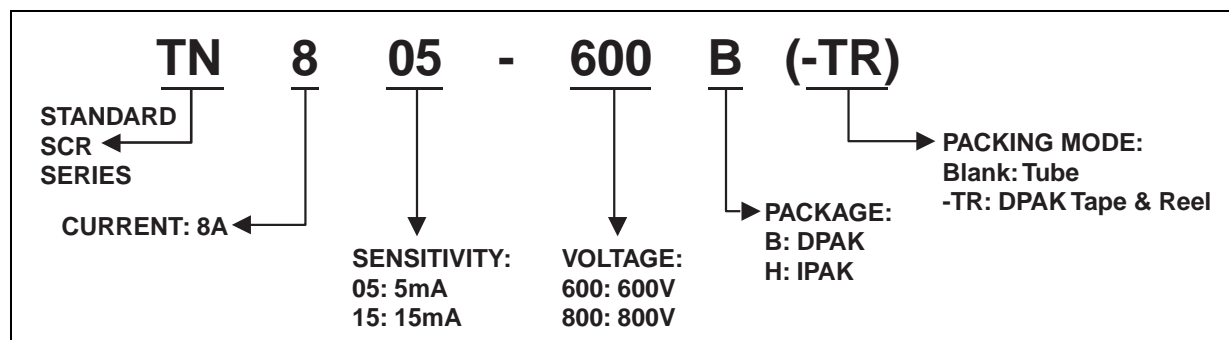 TN 8 05 - 600 B (-TR)
STANDARD
SCR
SERIES
CURRENT: 8A
SENSITIVITY:
05: 5mA
15: 15mA
VOLTAGE:
600: 600V
800: 800V
PACKAGE:
B: DPAK
H: IPAK
PACKING MODE:
Blank: Tube
-TR: DPAK Tape & Reel